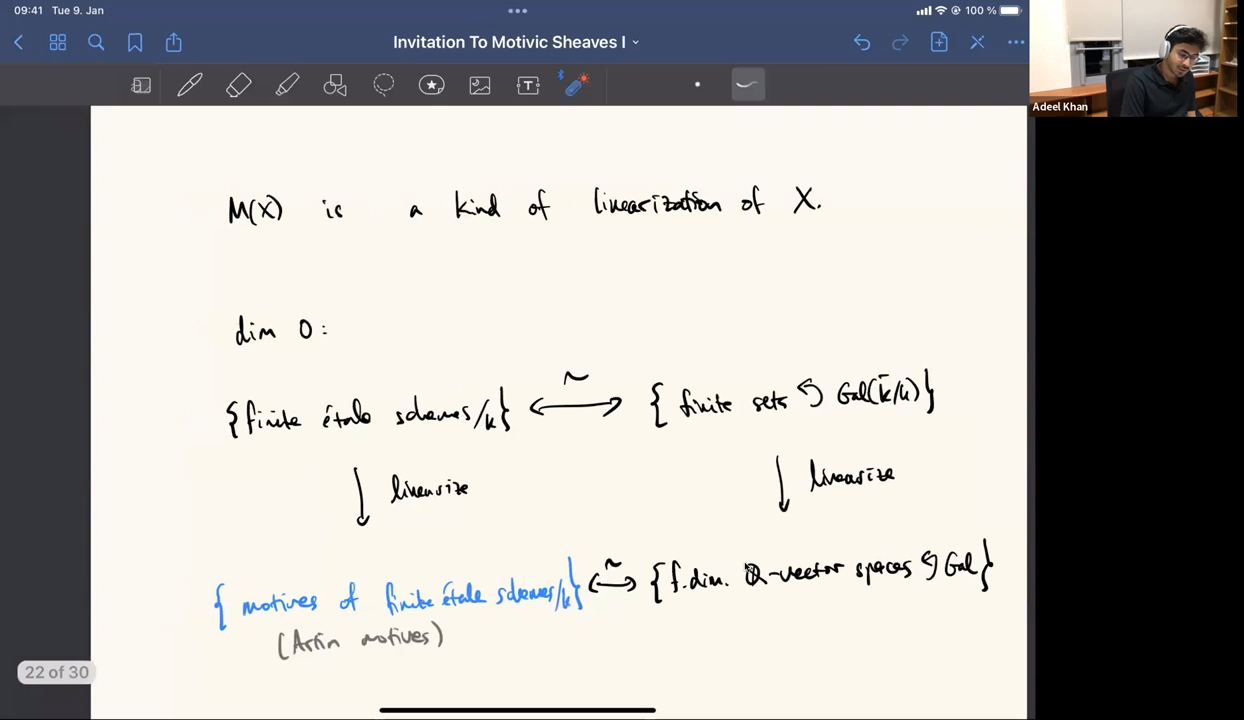 09:41 Tue 9. Jan
100 %
Invitation To Motivic Sheaves I
Adeel Khan
M(X) is a kind of linearization of X.
dim 0:
{finite étale schemes/k} ⟷ ~ { finite sets ↺ Gal(k̄/k)}
↓ linearize ↓ linearize
{ motives of finite étale schemes/k} ⟷ ~ {f.dim. Q-vector spaces ↺ Gal}
(Artin motives)
22 of 30